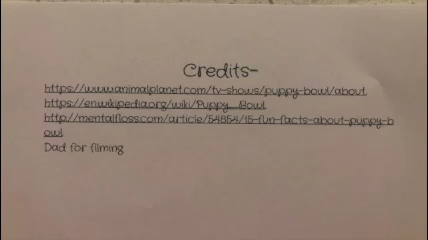 Credits-
https://www.animalplanet.com/tv-shows/puppy-bowl/about
https://en.wikipedia.org/wiki/Puppy_Bowl
http://mentalfloss.com/article/54854/15-fun-facts-about-puppy-b
owl
Dad for filming